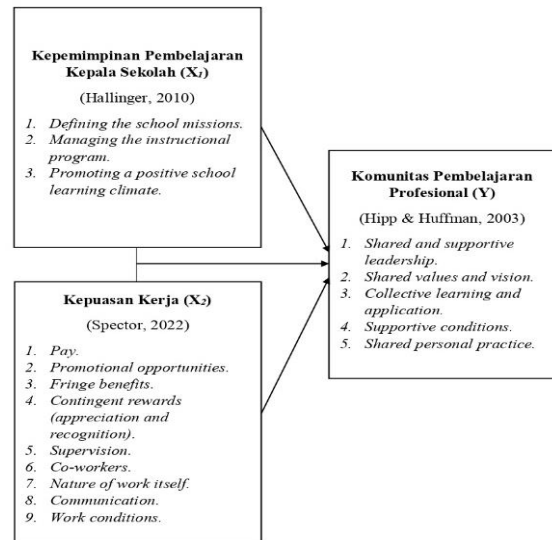 Kepemimpinan Pembelajaran
Kepala Sekolah (X1)
(Hallinger, 2010)
1. Defining the school missions.
2. Managing the instructional
program.
3. Promoting a positive school
learning climate.
Kepuasan Kerja (X2)
(Spector, 2022)
1. Pay.
2. Promotional opportunities.
3. Fringe benefits.
4. Contingent rewards
(appreciation and
recognition).
5. Supervision.
6. Co-workers.
7. Nature of work itself.
8. Communication.
9. Work conditions.
Komunitas Pembelajaran
Profesional (Y)
(Hipp & Huffman, 2003)
1. Shared and supportive
leadership.
2. Shared values and vision.
3. Collective learning and
application.
4. Supportive conditions.
5. Shared personal practice.